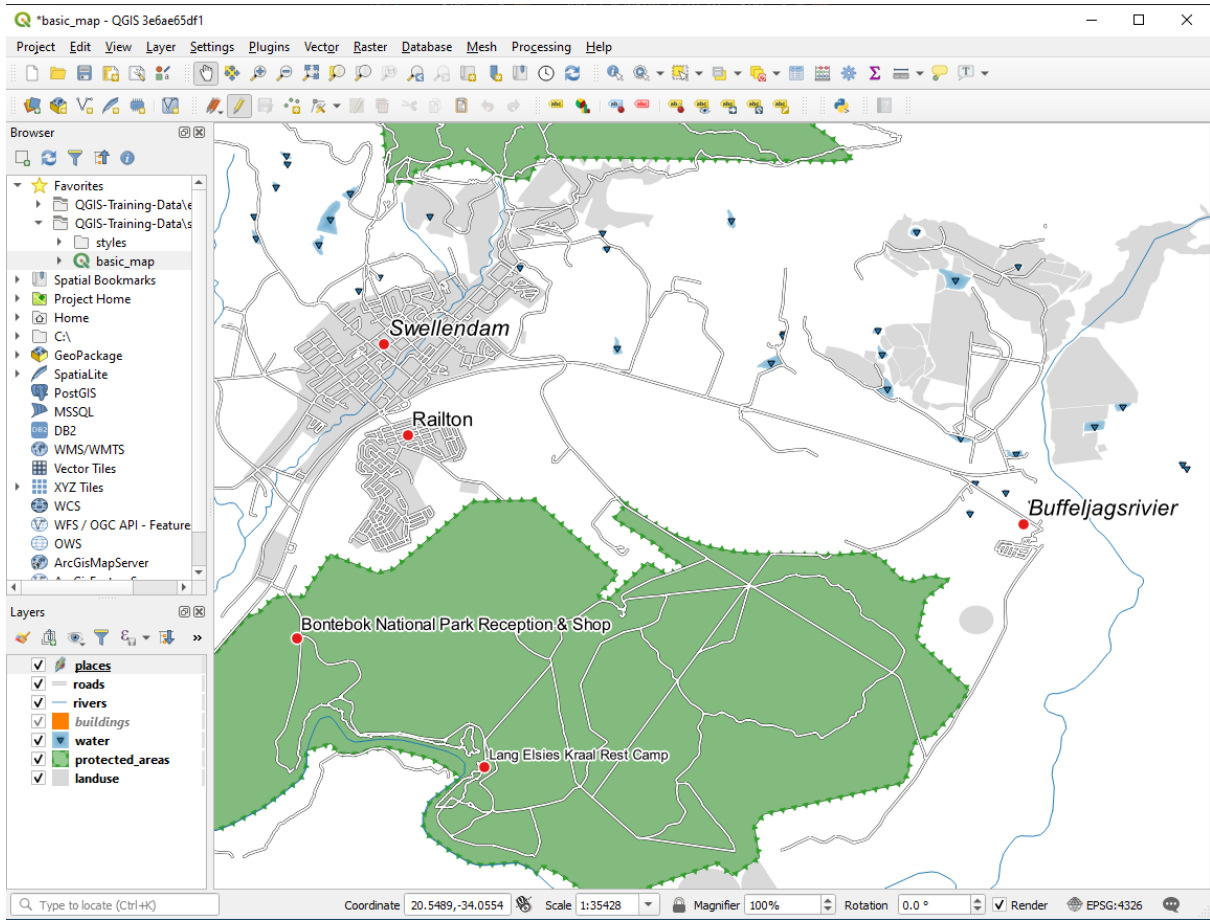 *basic_map - QGIS 3e6ae65df1
Project Edit View Layer Settings Plugins Vector Raster Database Mesh Processing Help
Browser
Favorites
QGIS-Training-Data\e
QGIS-Training-Data\s
styles
basic_map
Spatial Bookmarks
Project Home
Home
C:\
GeoPackage
SpatiaLite
PostGIS
MSSQL
DB2
WMS/WMTS
Vector Tiles
XYZ Tiles
WCS
WFS / OGC API - Feature
OWS
ArcGisMapServer
Layers
»
places
roads
rivers
buildings
water
protected_areas
landuse
Swellendam
Railton
Buffeljagsrivier
Bontebok National Park Reception & Shop
Lang Elsies Kraal Rest Camp
Type to locate (Ctrl+K) Coordinate 20.5489,-34.0554 Scale 1:35428 Magnifier 100% Rotation 0.0 ° Render EPSG:4326